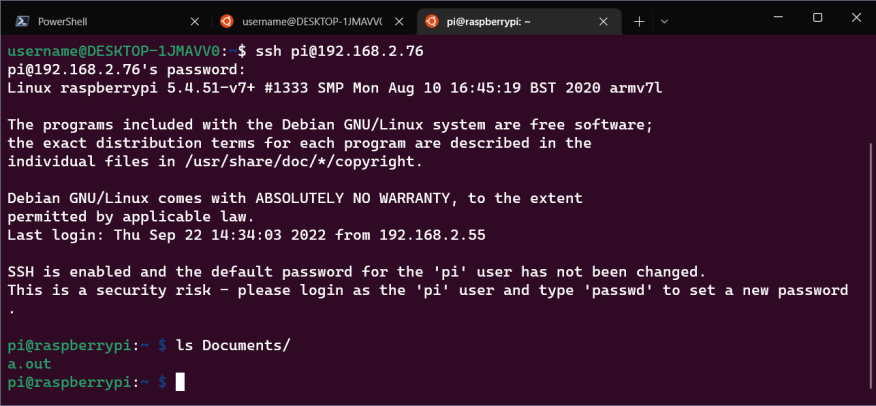 PowerShell
username@DESKTOP-1JMAVV0
pi@raspberrypi: ~
username@DESKTOP-1JMAVV0:~$ ssh pi@192.168.2.76
pi@192.168.2.76's password:
Linux raspberrypi 5.4.51-v7+ #1333 SMP Mon Aug 10 16:45:19 BST 2020 armv7l
The programs included with the Debian GNU/Linux system are free software;
the exact distribution terms for each program are described in the
individual files in /usr/share/doc/*/copyright.
Debian GNU/Linux comes with ABSOLUTELY NO WARRANTY, to the extent
permitted by applicable law.
Last login: Thu Sep 22 14:34:03 2022 from 192.168.2.55
SSH is enabled and the default password for the 'pi' user has not been changed.
This is a security risk - please login as the 'pi' user and type 'passwd' to set a new password
.
pi@raspberrypi:~ $ ls Documents/
a.out
pi@raspberrypi:~ $